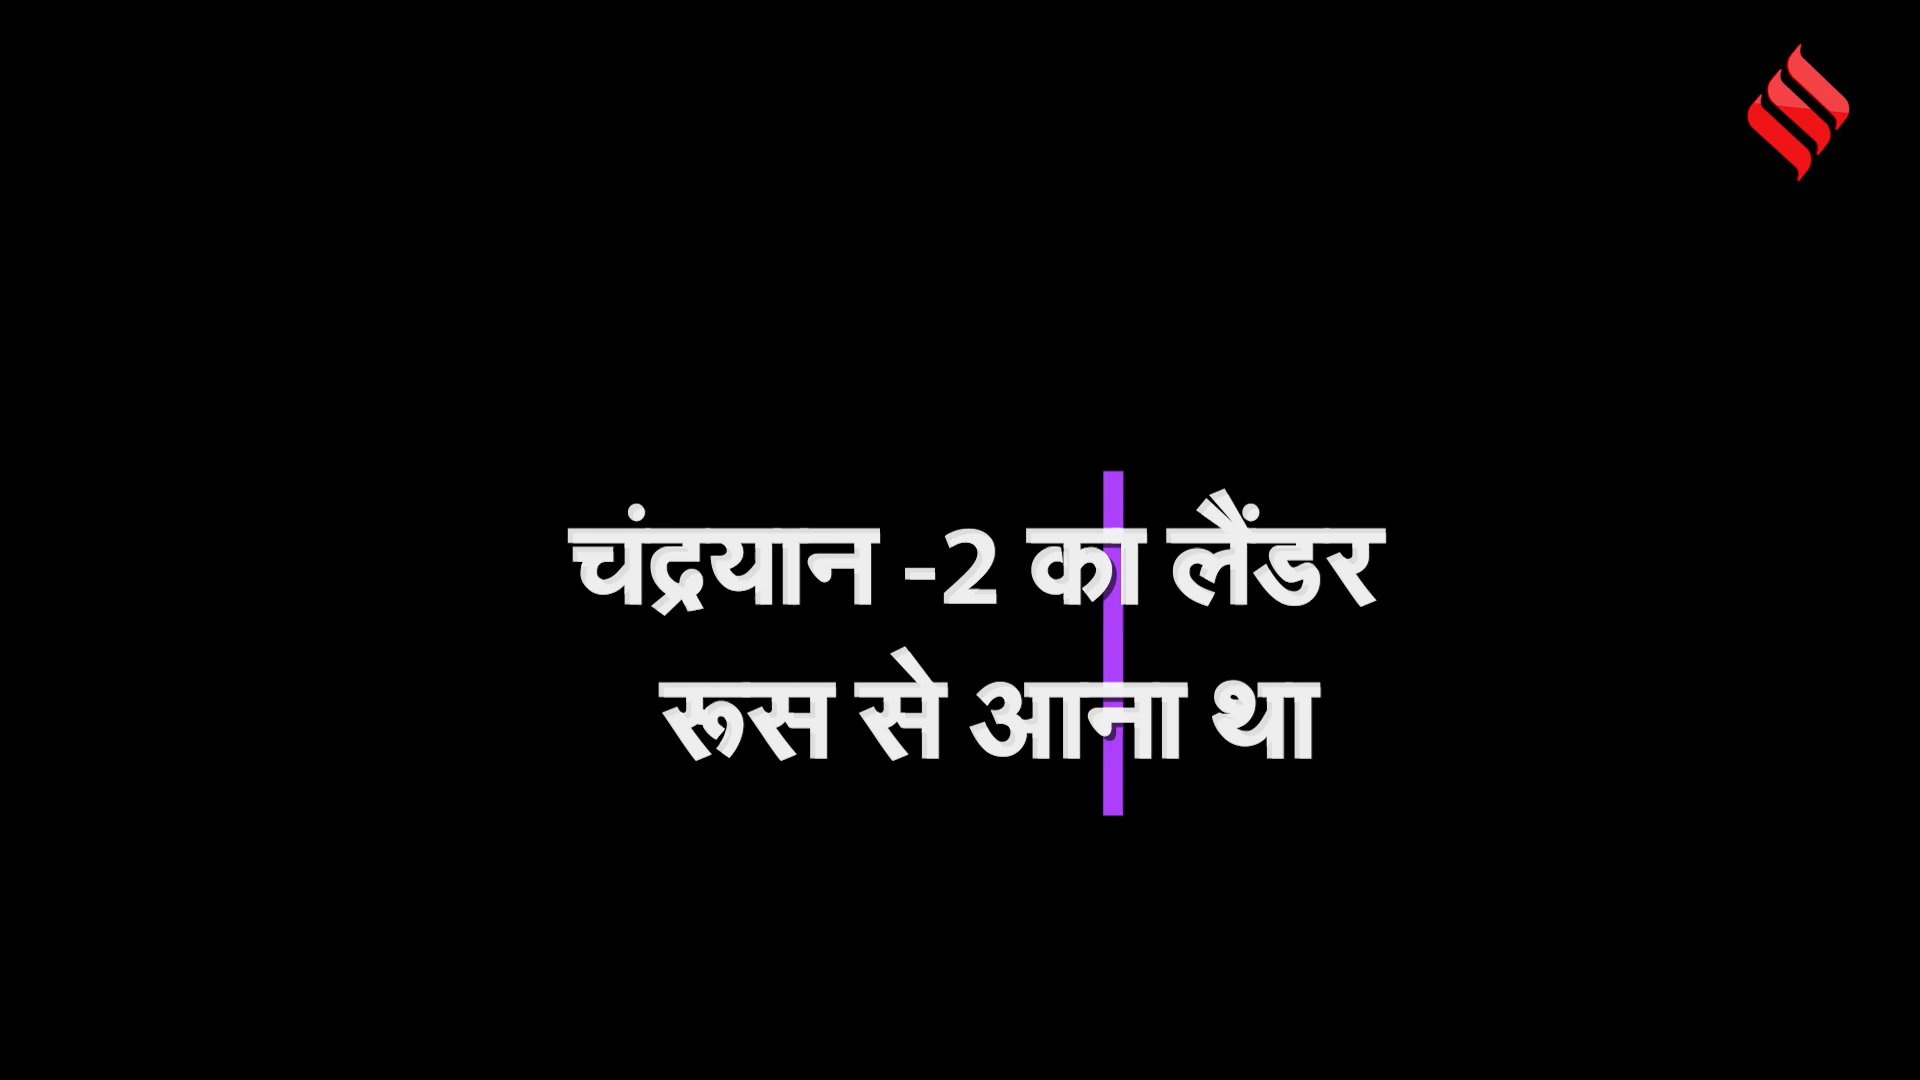 चंद्रयान -2 का लैंडर
रूस से आना था